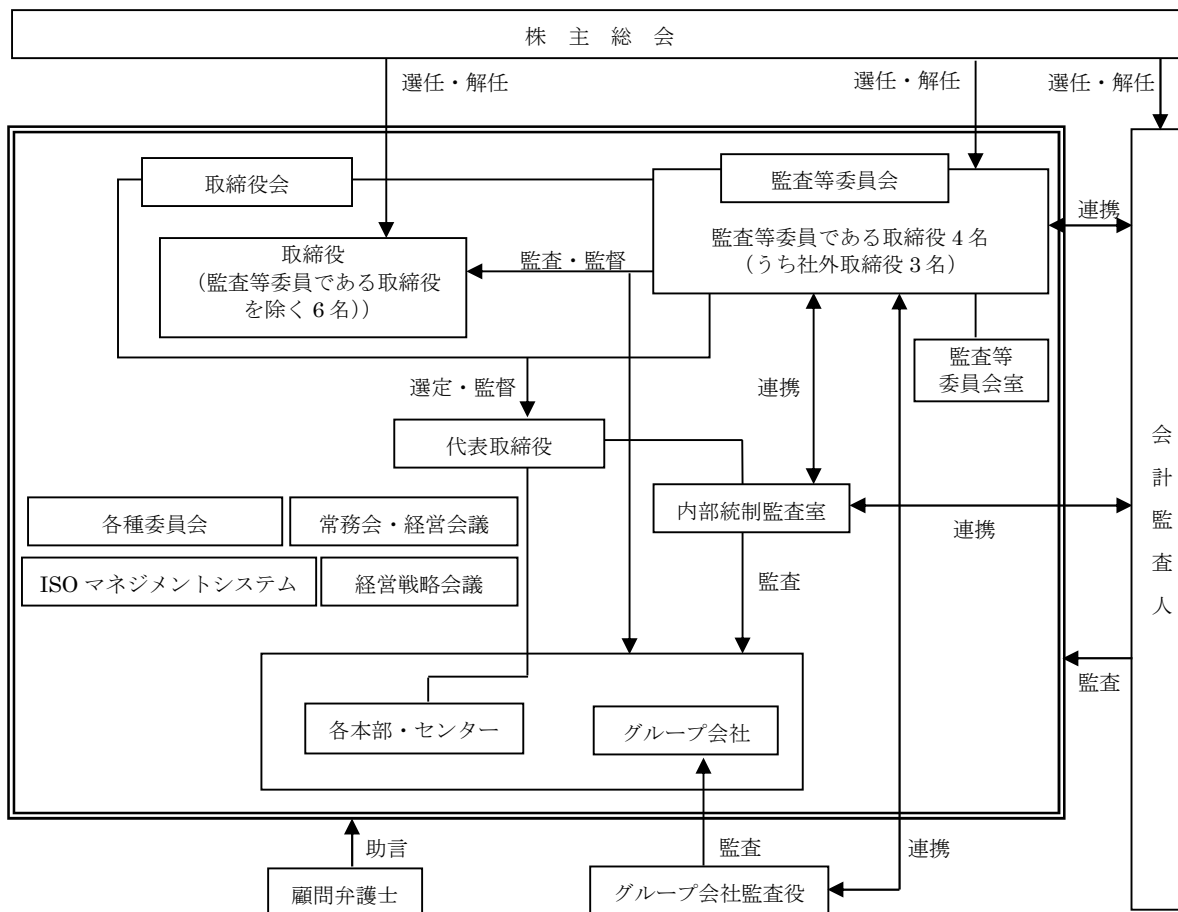 株主総会
選任・解任
選任・解任
選任・解任
取締役会
監査等委員会
連携
取締役
（監査等委員である取締役
を除く 6 名））
監査・監督
監査等委員である取締役 4 名
（うち社外取締役 3 名）
監査等
委員会室
選定・監督
連携
代表取締役
会計監査人
各種委員会
常務会・経営会議
内部統制監査室
連携
ISO マネジメントシステム
経営戦略会議
監査
監査
各本部・センター
グループ会社
助言
監査
連携
顧問弁護士
グループ会社監査役